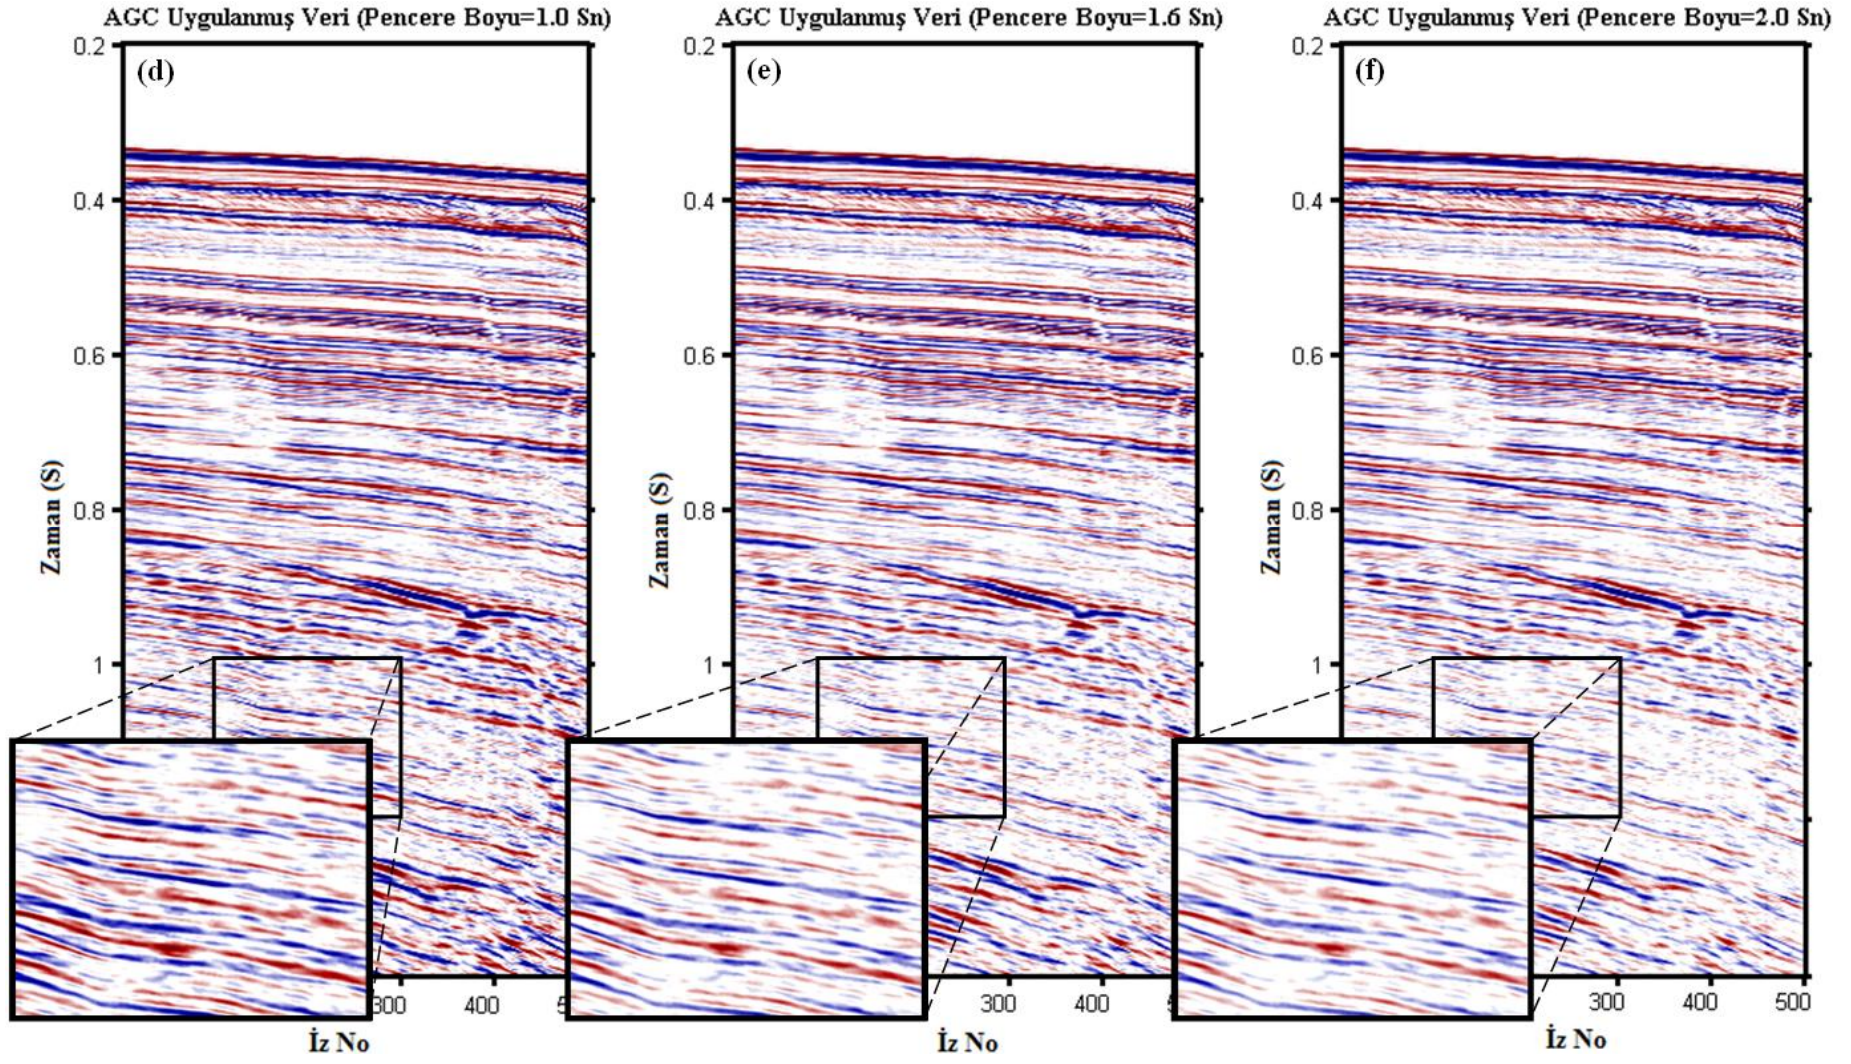 AGC Uygulanmış Veri (Pencere Boyu=1.0 Sn)
(d)
0.2
0.4
0.6
0.8
1
Zaman (S)
300
400
5
İz No
AGC Uygulanmış Veri (Pencere Boyu=1.6 Sn)
(e)
0.2
0.4
0.6
0.8
1
Zaman (S)
300
400
5
İz No
AGC Uygulanmış Veri (Pencere Boyu=2.0 Sn)
(f)
0.2
0.4
0.6
0.8
1
Zaman (S)
300
400
500
İz No